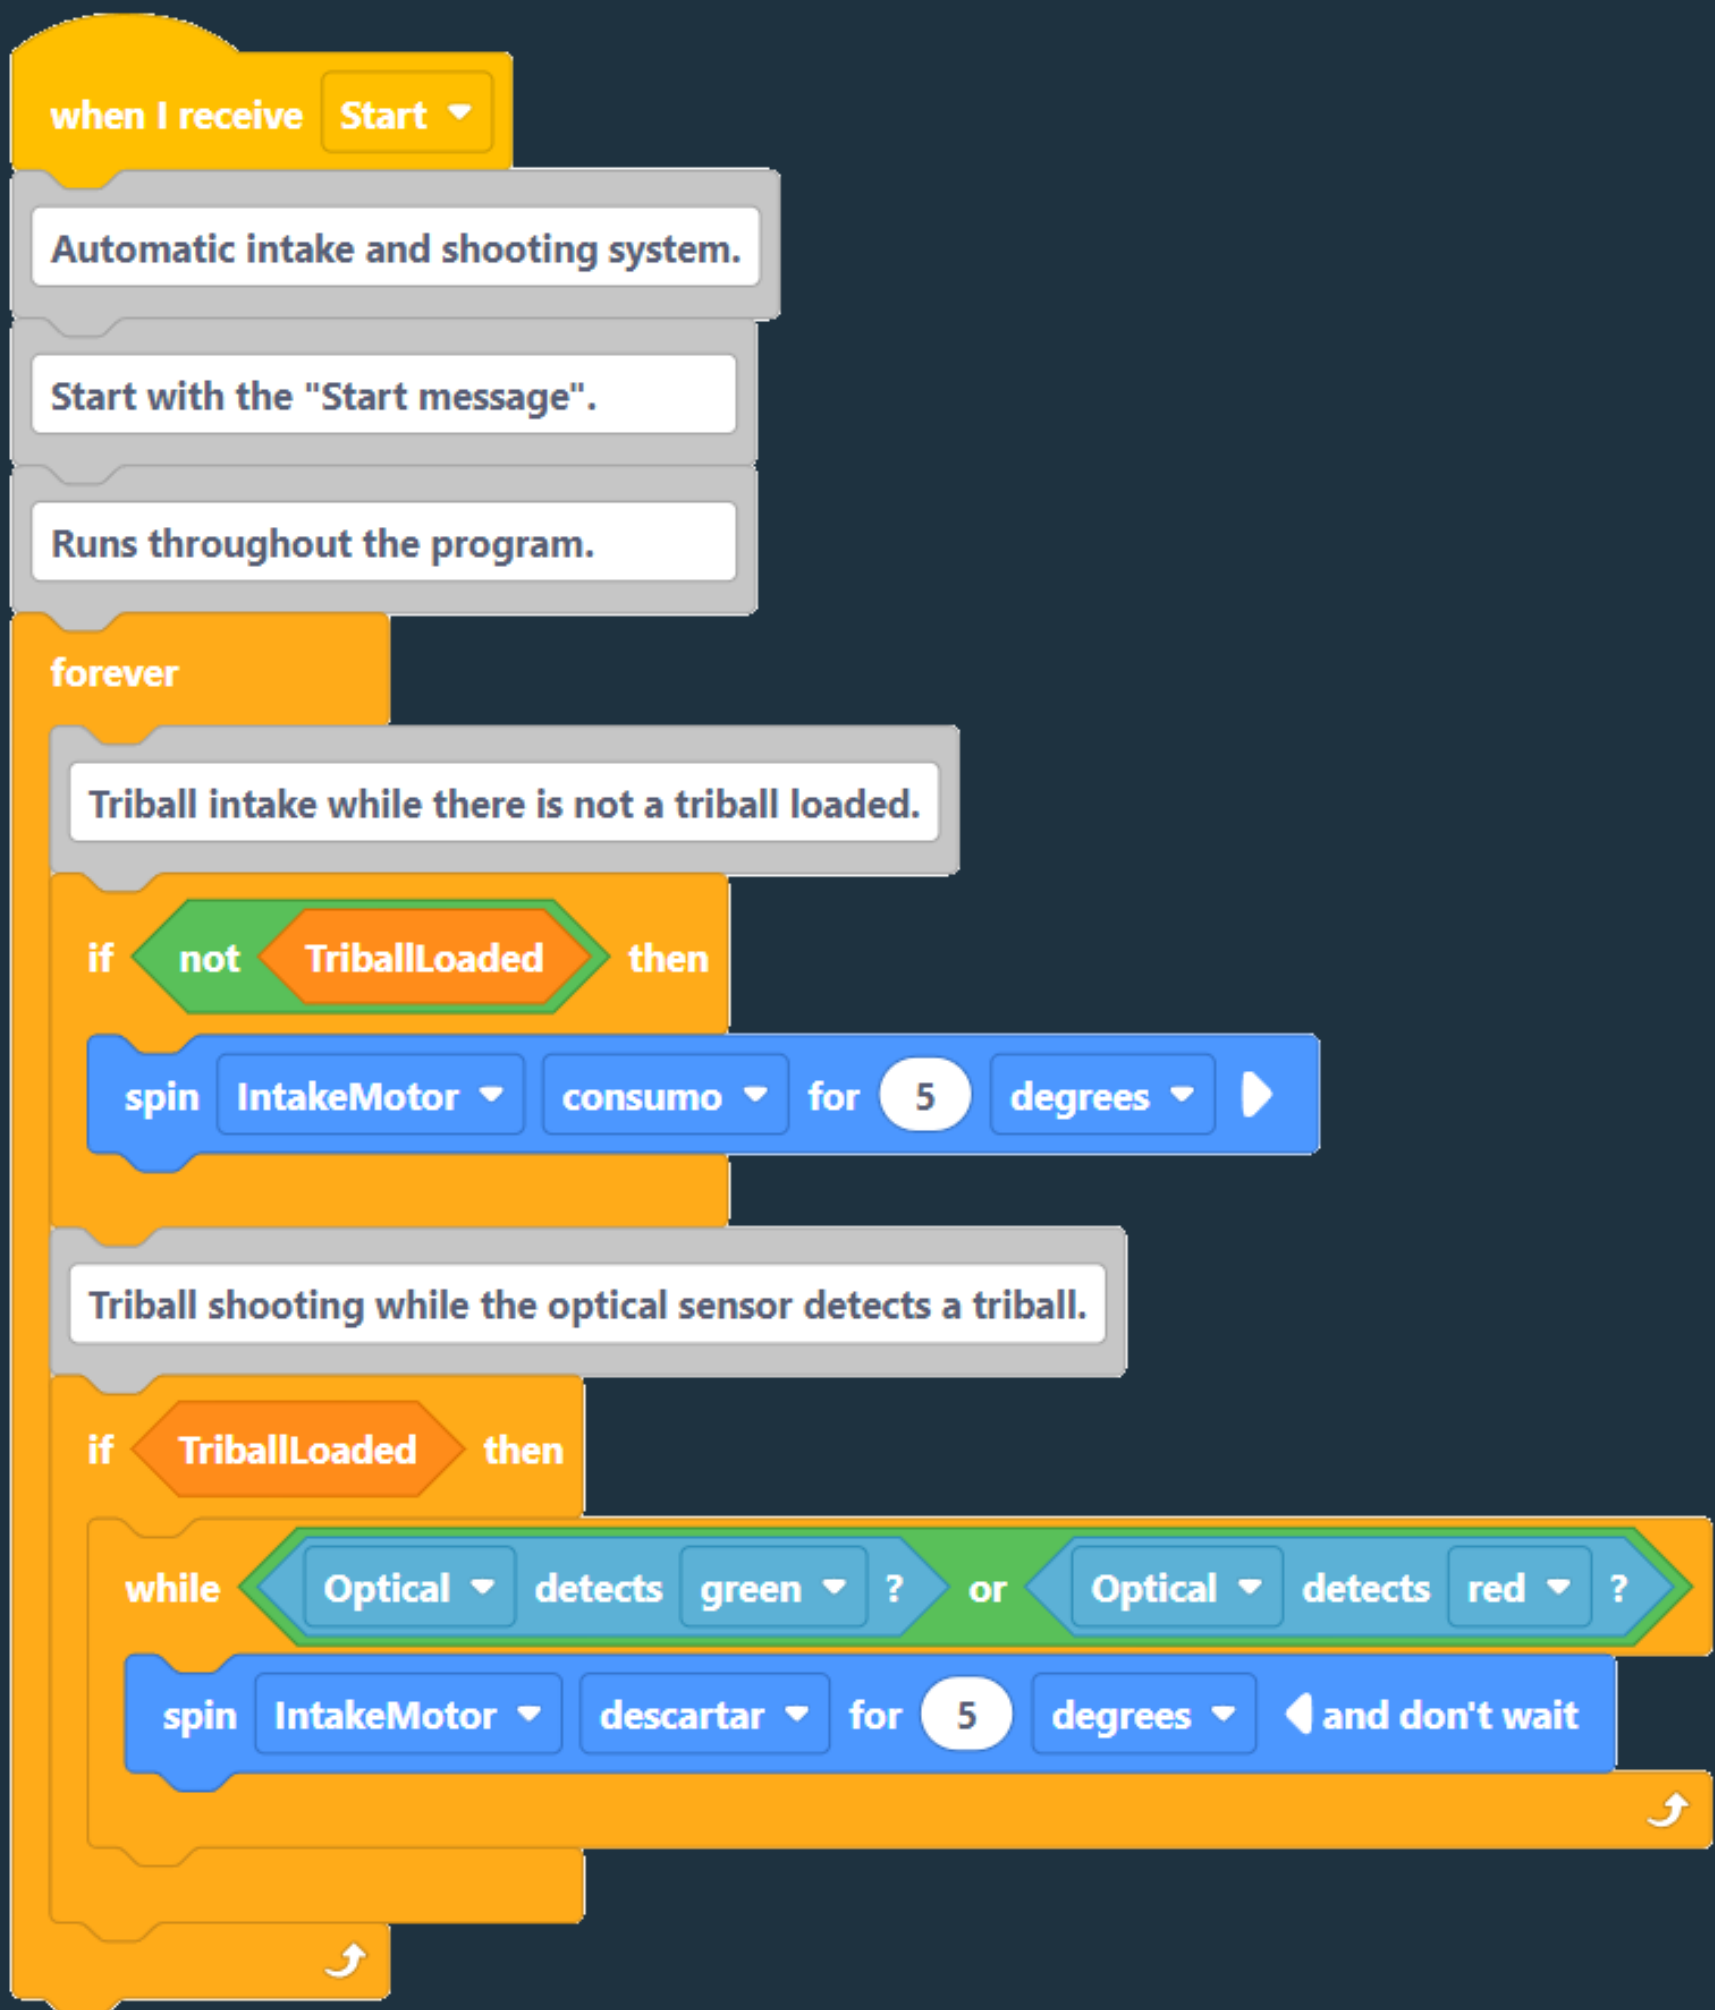 when I receive Start
Automatic intake and shooting system.
Start with the "Start message".
Runs throughout the program.
forever
Triball intake while there is not a triball loaded.
if not TriballLoaded then
spin IntakeMotor consumo for 5 degrees
Triball shooting while the optical sensor detects a triball.
if TriballLoaded then
while Optical detects green ? or Optical detects red ?
spin IntakeMotor descartar for 5 degrees and don't wait